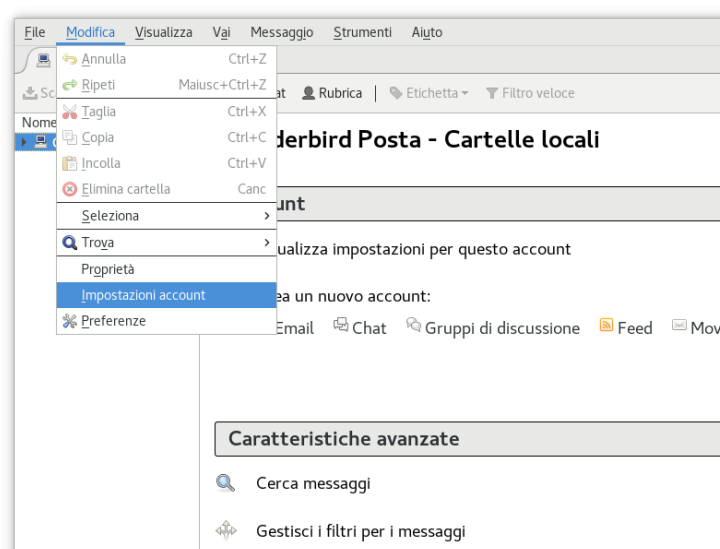 File Modifica Visualizza Vai Messaggio Strumenti Aiuto
Annulla Ctrl+Z
Ripeti Maiusc+Ctrl+Z
Rubrica Etichetta Filtro veloce
Taglia Ctrl+X
Nome
Copia Ctrl+C
derbird Posta - Cartelle locali
Incolla Ctrl+V
Elimina cartella Canc
unt
Seleziona
Trova
ualizza impostazioni per questo account
Proprietà
Impostazioni account
ea un nuovo account:
Preferenze
Email Chat Gruppi di discussione Feed Mov
Caratteristiche avanzate
Cerca messaggi
Gestisci i filtri per i messaggi